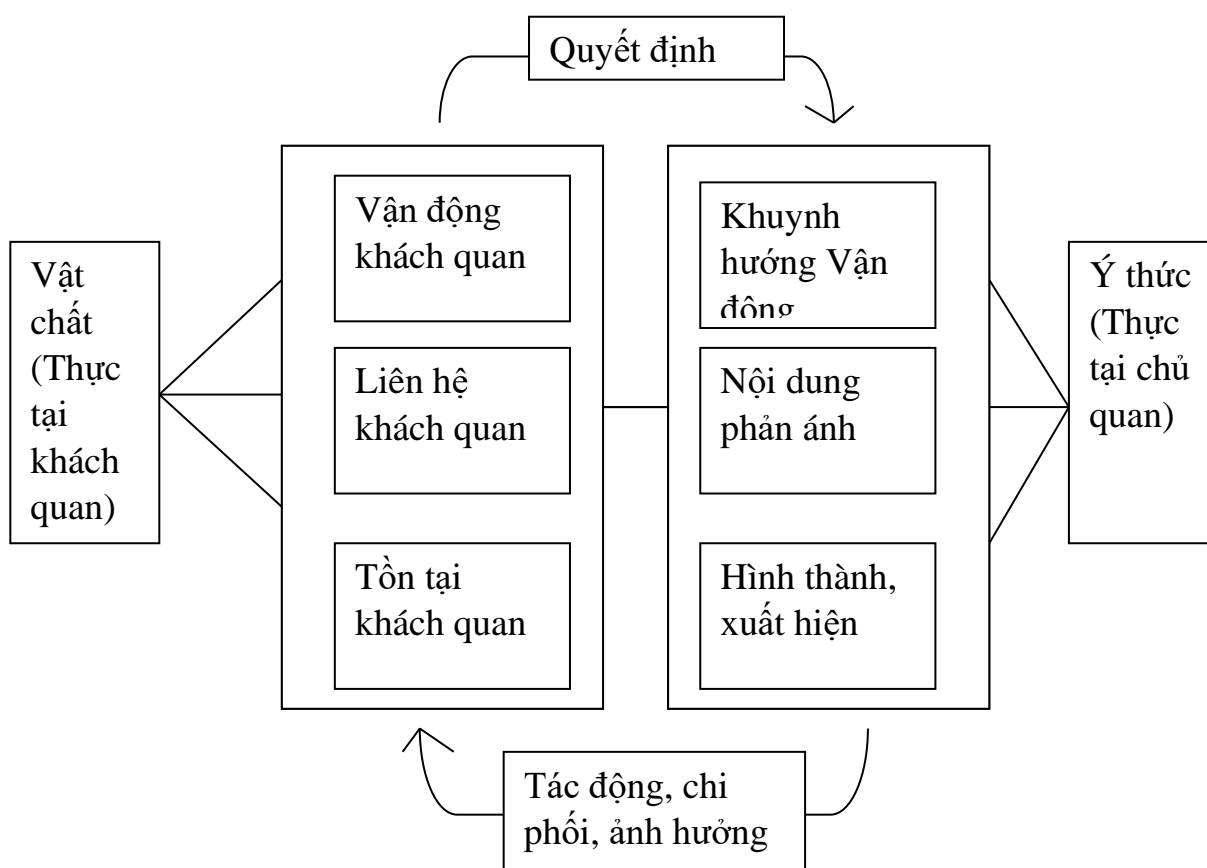 Quyết định
Vật
chất
(Thực
tại
khách
quan)
Vận động
khách quan
Liên hệ
khách quan
Tồn tại
khách quan
Khuynh
hướng Vận
động
Nội dung
phản ánh
Hình thành,
xuất hiện
Ý thức
(Thực
tại chủ
quan)
Tác động, chi
phối, ảnh hưởng